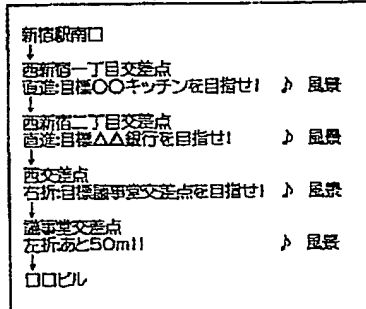 新宿駅南口
↓
西新宿一丁目交差点
直進:目標〇〇キッチンを目指せ! ♪ 風景
↓
西新宿二丁目交差点
直進:目標△△銀行を目指せ! ♪ 風景
↓
西交差点
右折:目標議事堂交差点を目指せ! ♪ 風景
↓
議事堂交差点
左折:あと50m!! ♪ 風景
↓
口口ビル